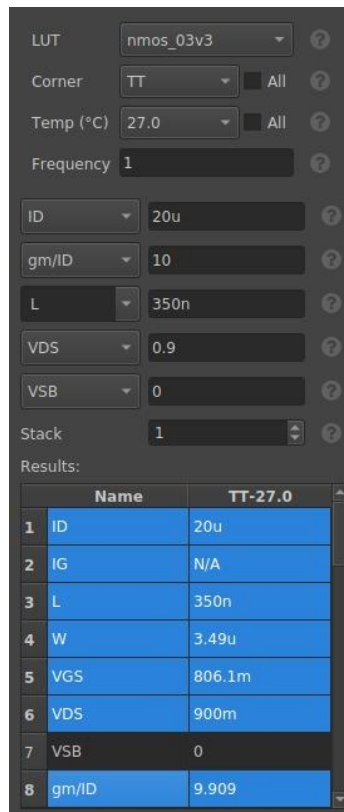 LUT nmos_03v3 ?
Corner TT All ?
Temp (°C) 27.0 All ?
Frequency 1 ?
ID 20u ?
gm/ID 10 ?
L 350n ?
VDS 0.9 ?
VSB 0 ?
Stack 1 ?
Results:
Name TT-27.0
1 ID 20u
2 IG N/A
3 L 350n
4 W 3.49u
5 VGS 806.1m
6 VDS 900m
7 VSB 0
8 gm/ID 9.909